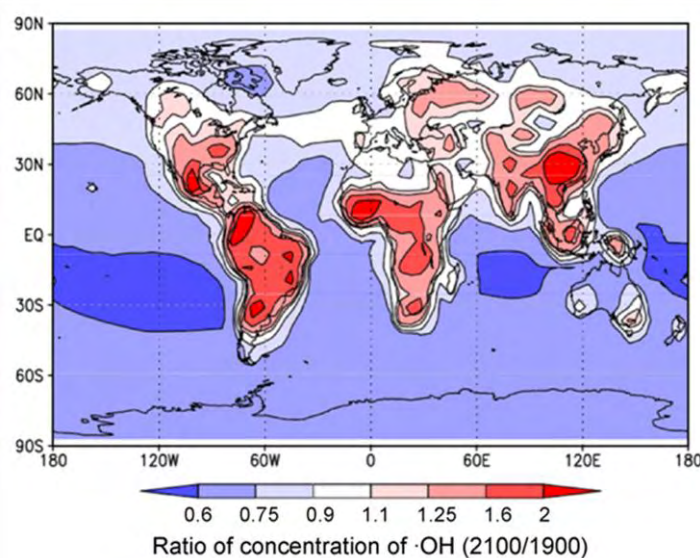 90N
60N
30N
EQ
30S
60S
90S
180 120W 60W 0 60E 120E 180
0.6 0.75 0.9 1.1 1.25 1.6 2
Ratio of concentration of ·OH (2100/1900)